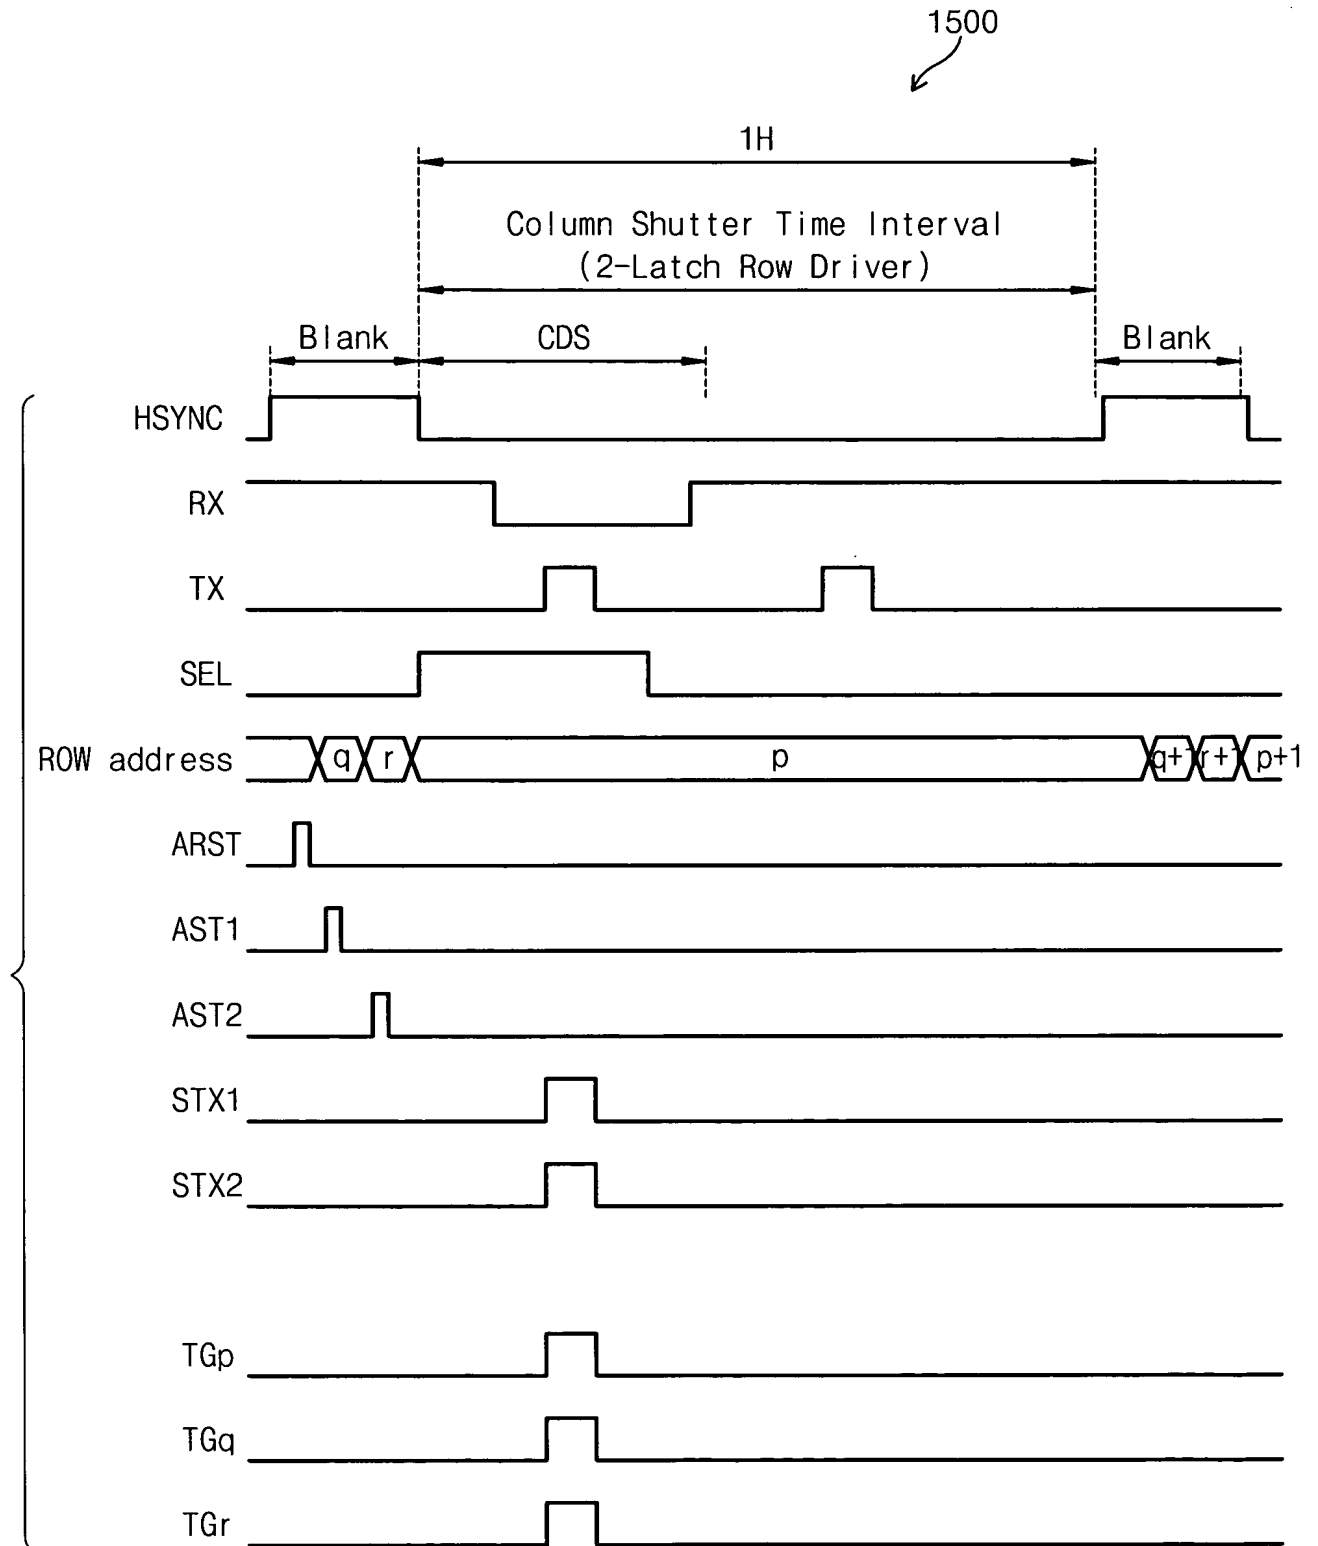 1500
1H
Column Shutter Time Interval
(2-Latch Row Driver)
Blank CDS Blank
HSYNC
RX
TX
SEL
ROW address q r p q+1 r+1 p+1
ARST
AST1
AST2
STX1
STX2
TGp
TGq
TGr